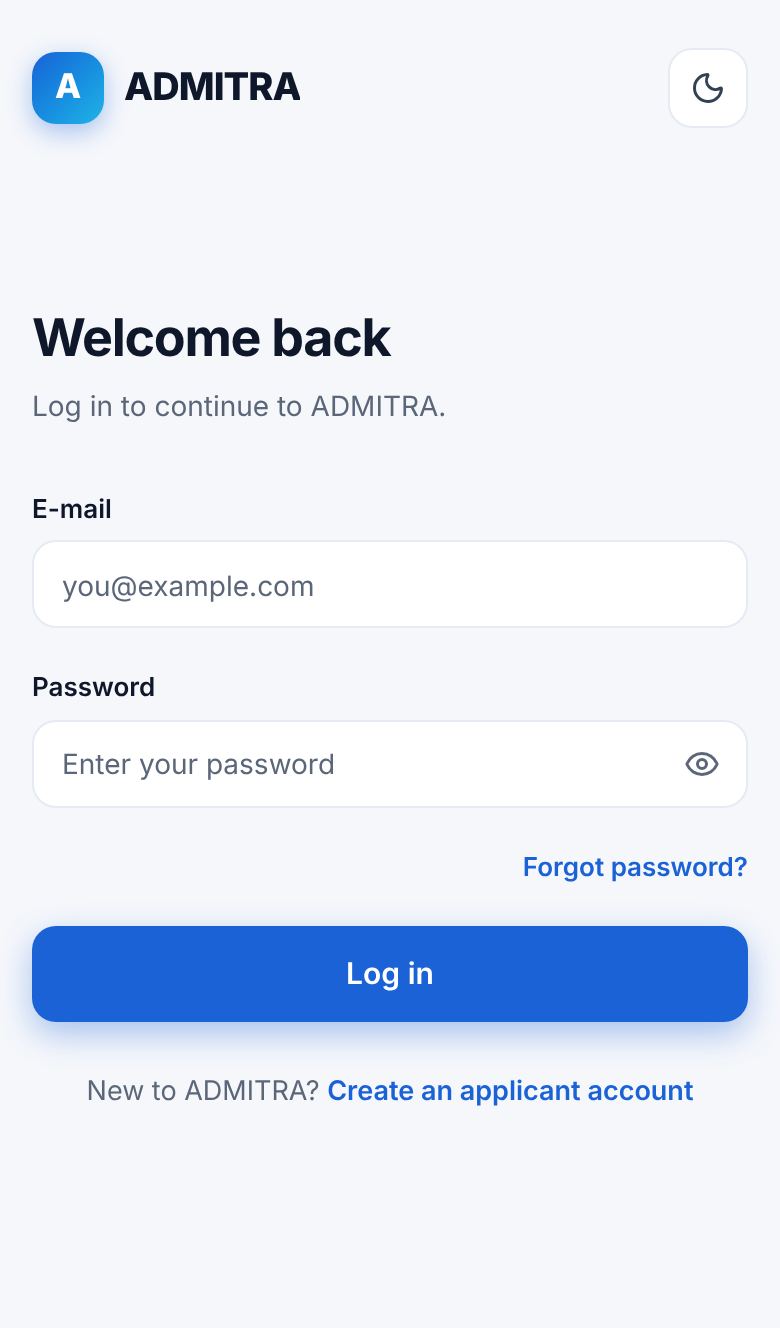 A ADMITRA
Welcome back
Log in to continue to ADMITRA.
E-mail
you@example.com
Password
Enter your password
Forgot password?
Log in
New to ADMITRA? Create an applicant account